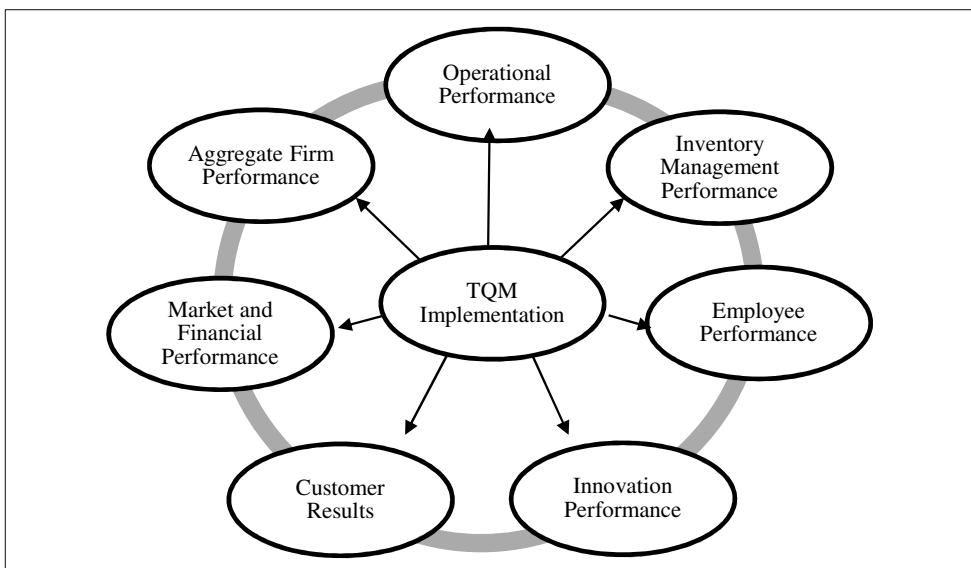 Operational
Performance
Aggregate Firm
Performance
Inventory
Management
Performance
TQM
Implementation
Market and
Financial
Performance
Employee
Performance
Customer
Results
Innovation
Performance